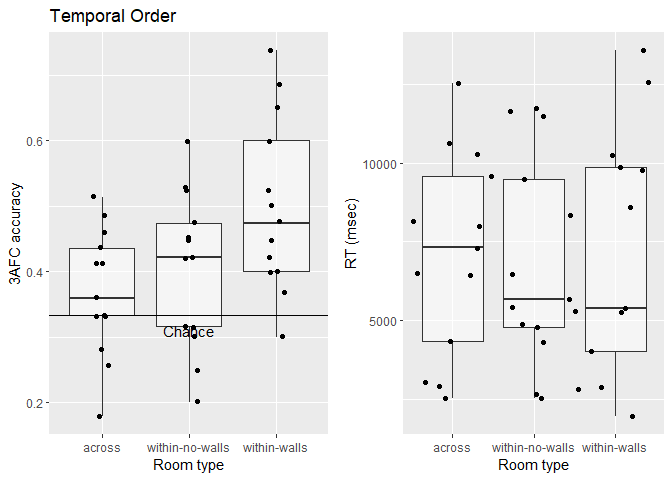 Temporal Order
3AFC accuracy
0.6
0.4
0.2
Chance
across within-no-walls within-walls
Room type
RT (msec)
10000
5000
across within-no-walls within-walls
Room type